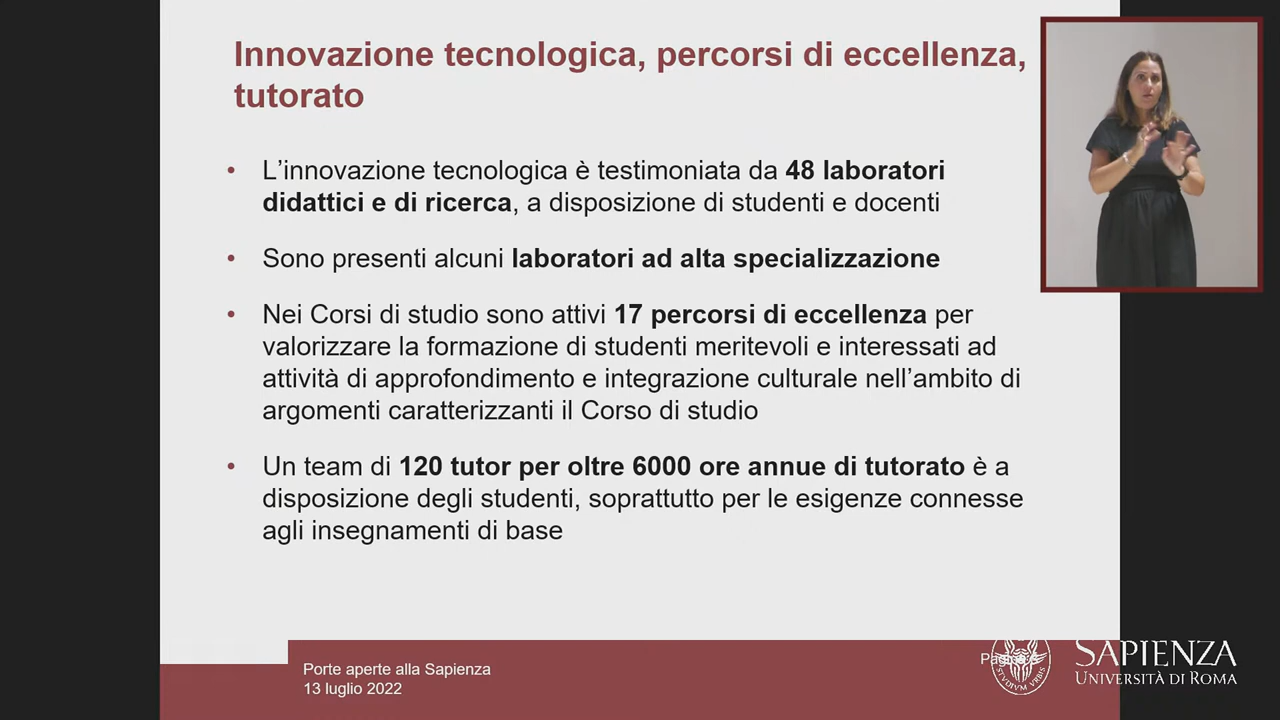 Innovazione tecnologica, percorsi di eccellenza,
tutorato
• L’innovazione tecnologica è testimoniata da 48 laboratori
didattici e di ricerca, a disposizione di studenti e docenti
• Sono presenti alcuni laboratori ad alta specializzazione
• Nei Corsi di studio sono attivi 17 percorsi di eccellenza per
valorizzare la formazione di studenti meritevoli e interessati ad
attività di approfondimento e integrazione culturale nell’ambito di
argomenti caratterizzanti il Corso di studio
• Un team di 120 tutor per oltre 6000 ore annue di tutorato è a
disposizione degli studenti, soprattutto per le esigenze connesse
agli insegnamenti di base
Porte aperte alla Sapienza
13 luglio 2022
STVDIVM VRBIS
SAPIENZA
UNIVERSITÀ DI ROMA